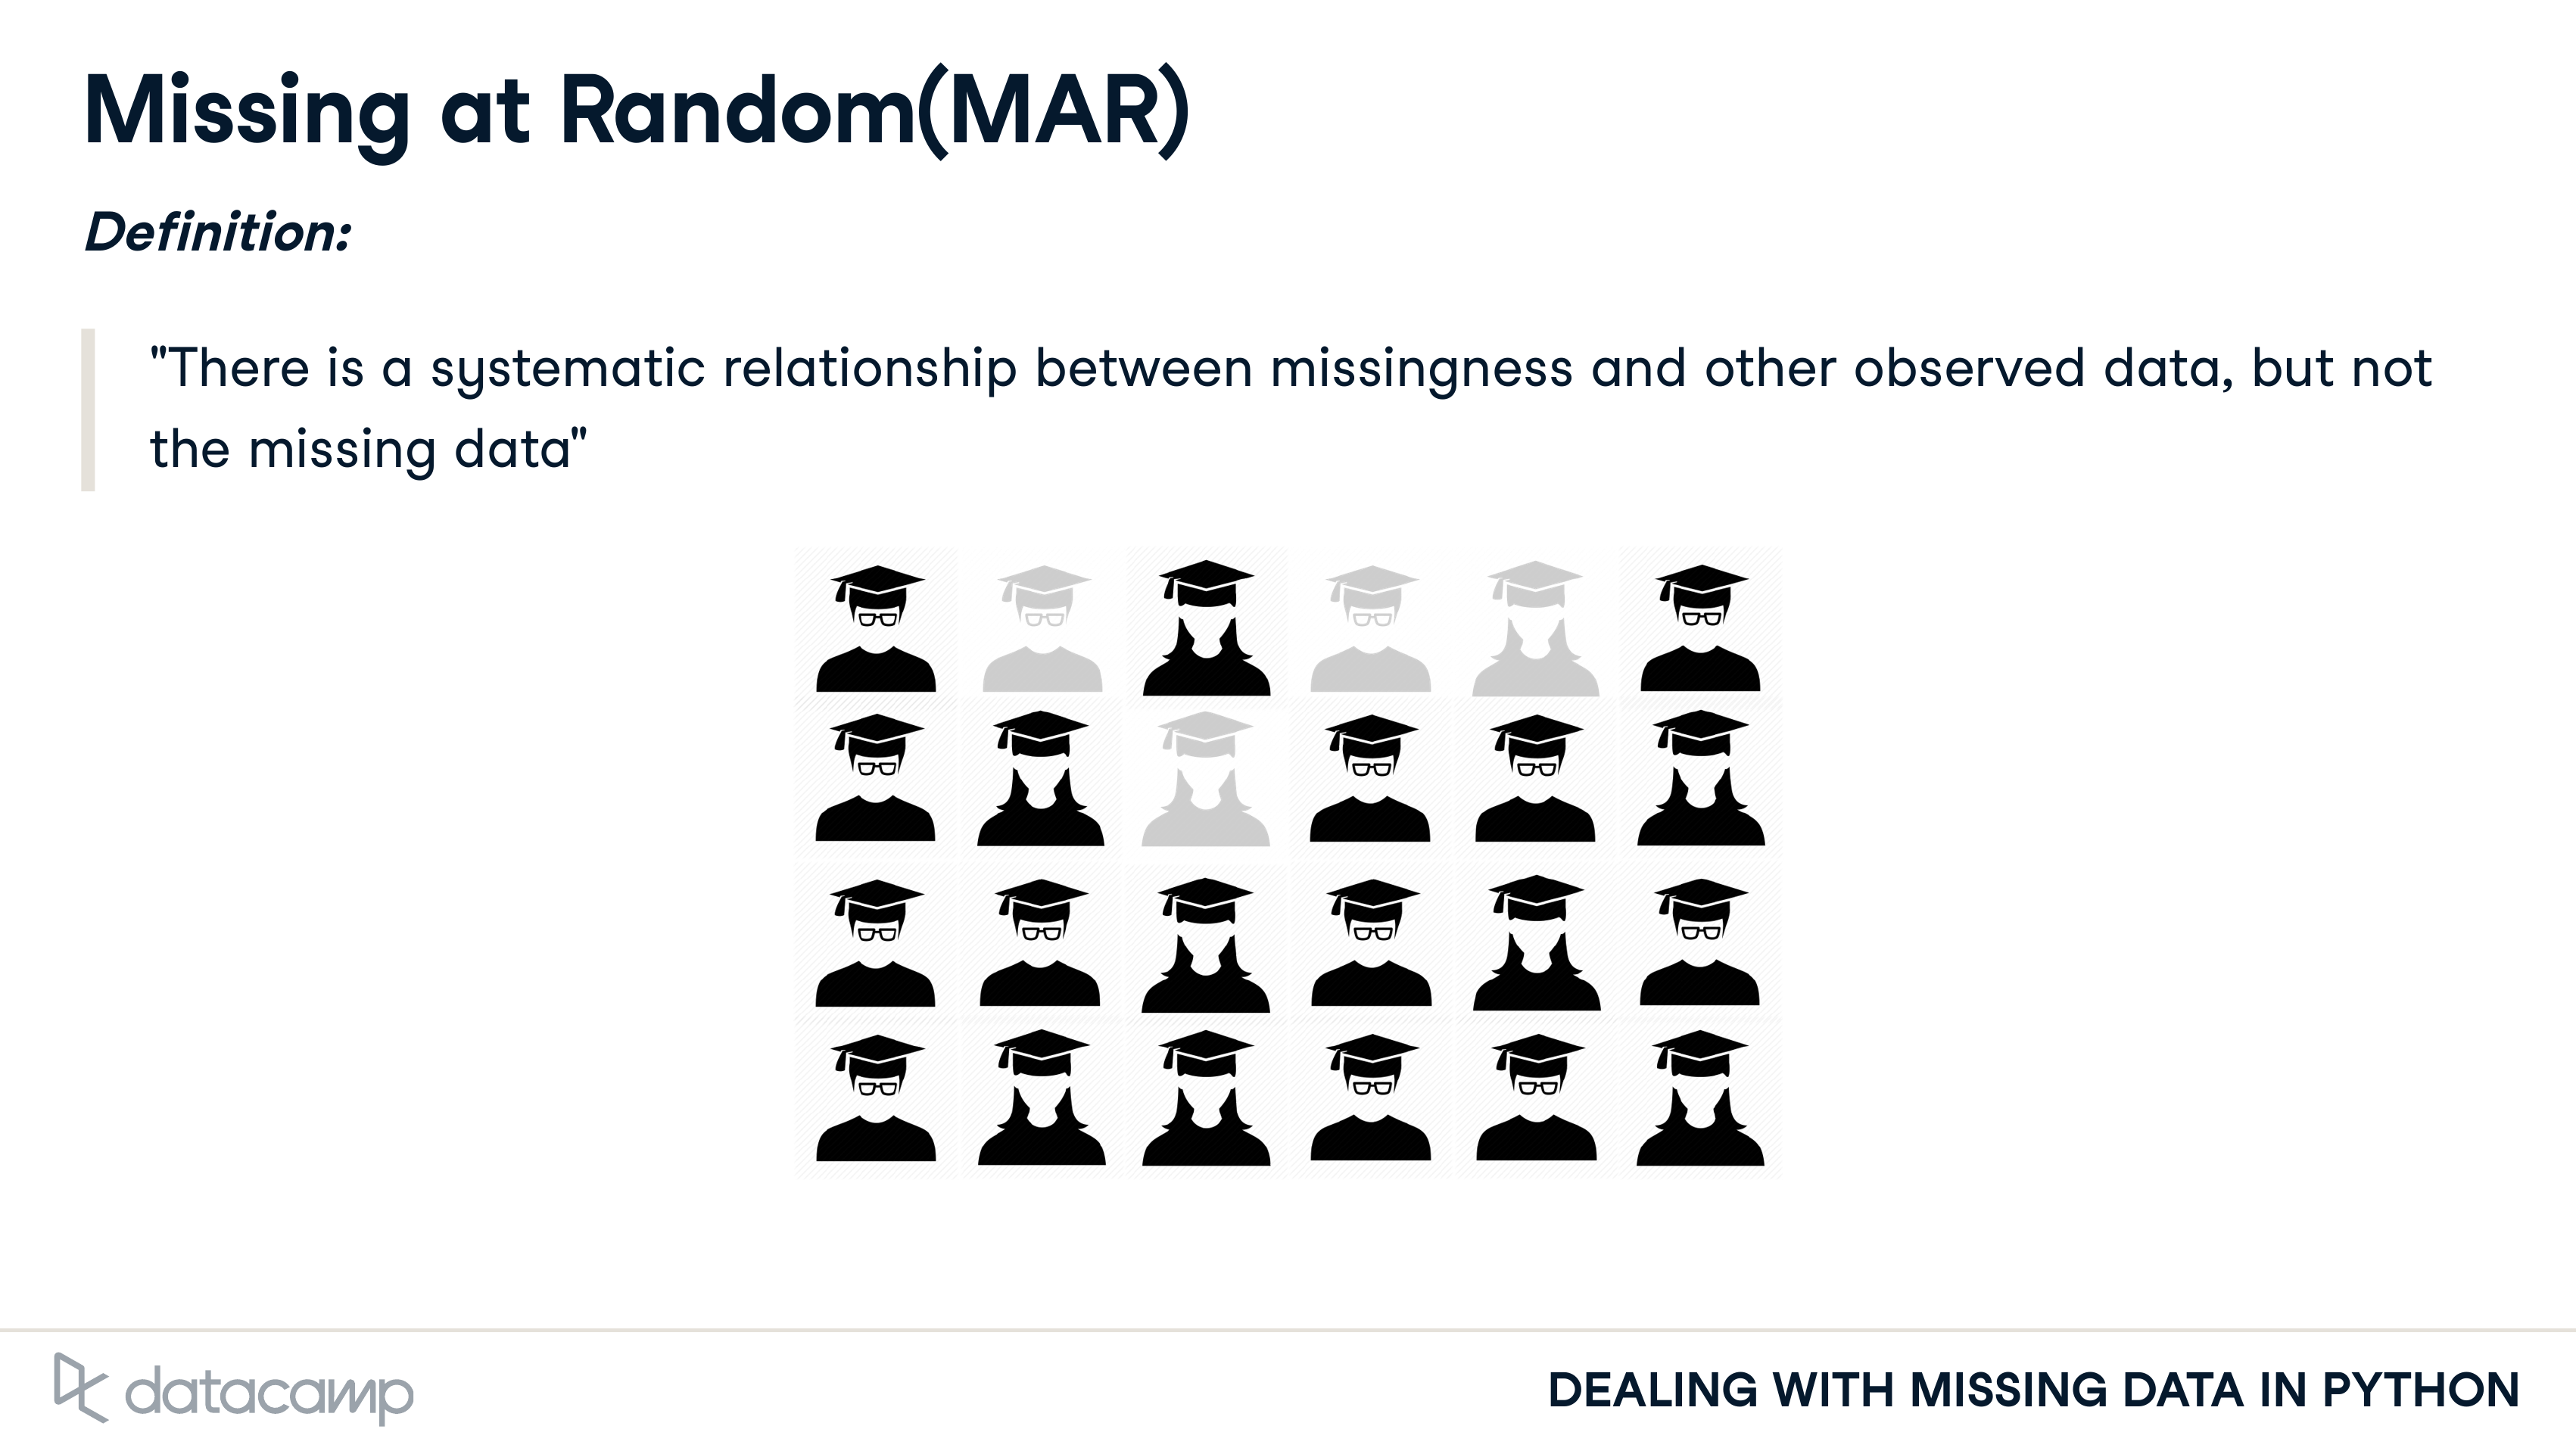 Missing at Random(MAR)
Definition:
"There is a systematic relationship between missingness and other observed data, but not
the missing data"
datacamp
DEALING WITH MISSING DATA IN PYTHON